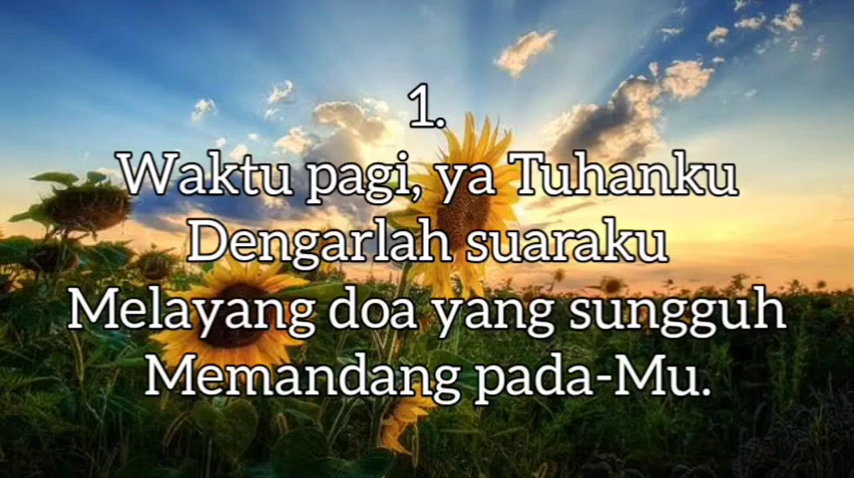 1.
Waktu pagi, ya Tuhanku
Dengarlah suaraku
Melayang doa yang sungguh
Memandang pada-Mu.